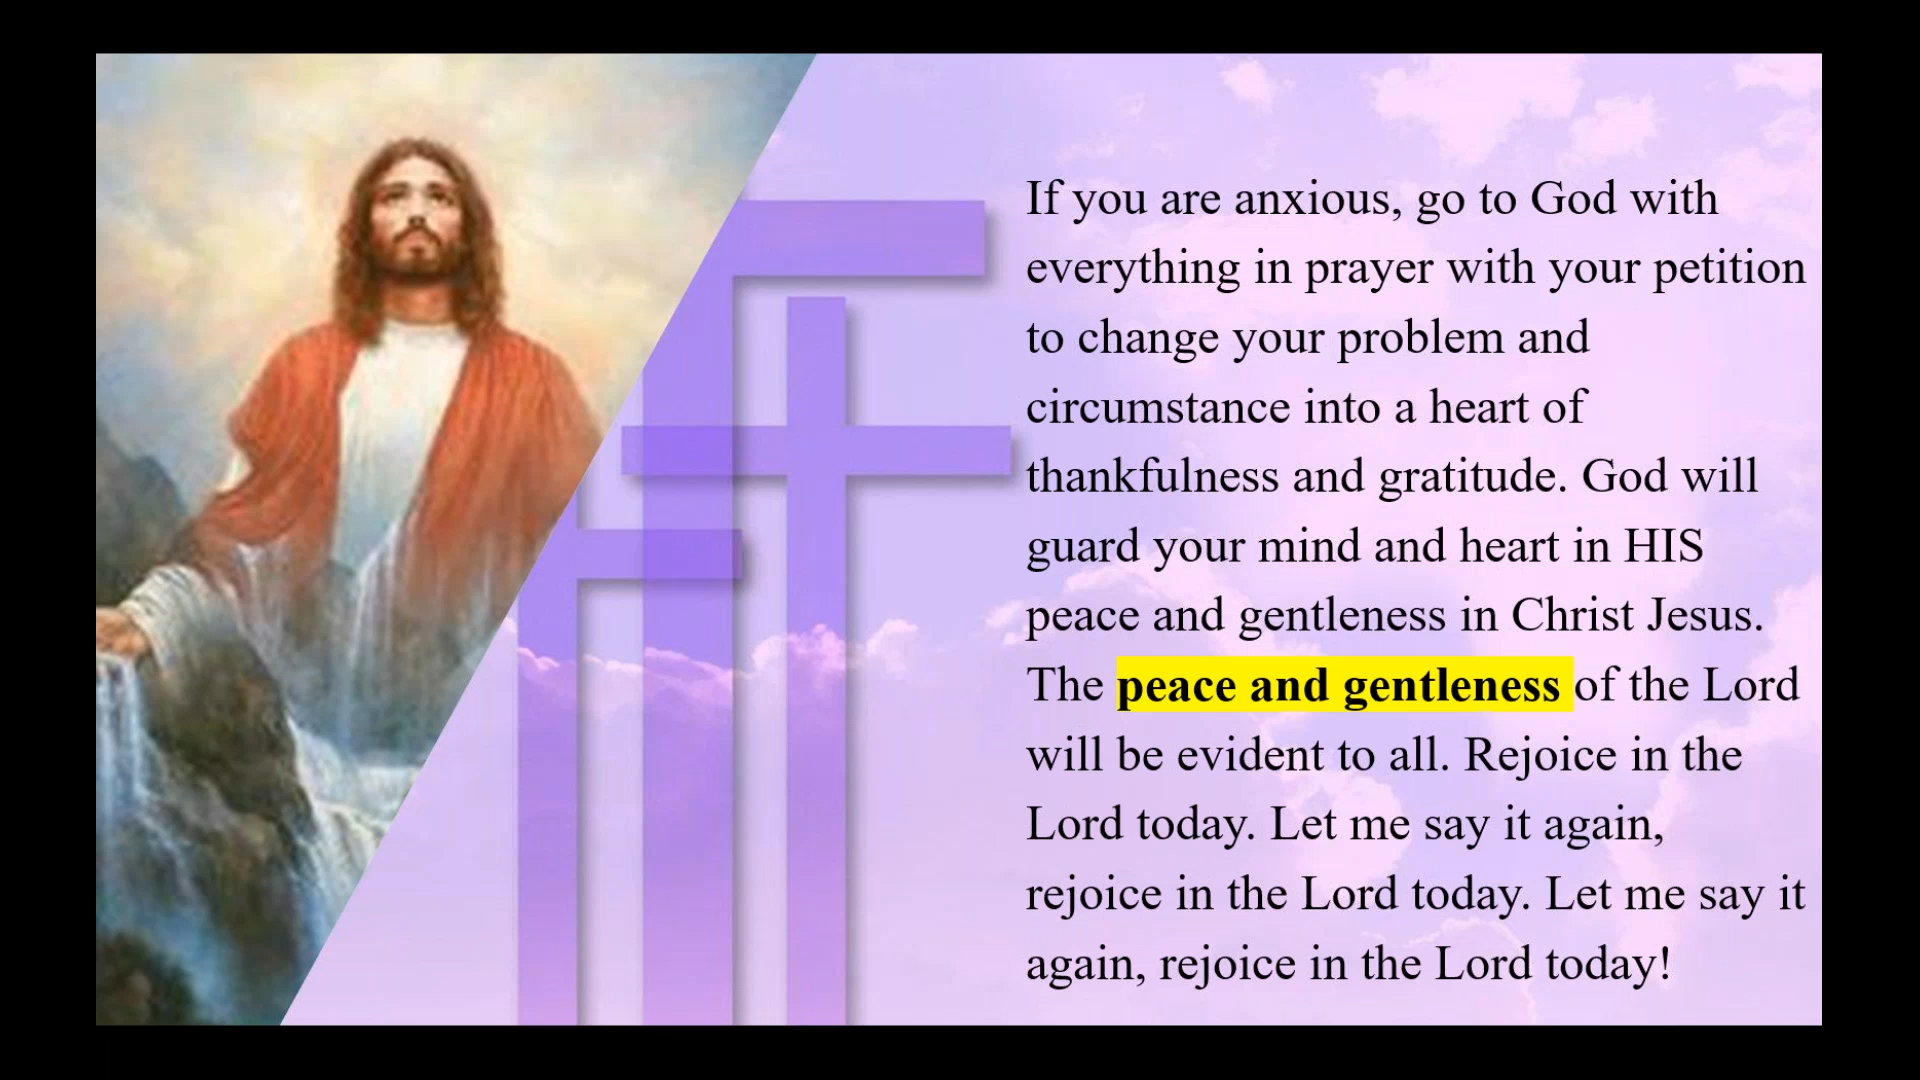 If you are anxious, go to God with
everything in prayer with your petition
to change your problem and
circumstance into a heart of
thankfulness and gratitude. God will
guard your mind and heart in HIS
peace and gentleness in Christ Jesus.
The peace and gentleness of the Lord
will be evident to all. Rejoice in the
Lord today. Let me say it again,
rejoice in the Lord today. Let me say it
again, rejoice in the Lord today!